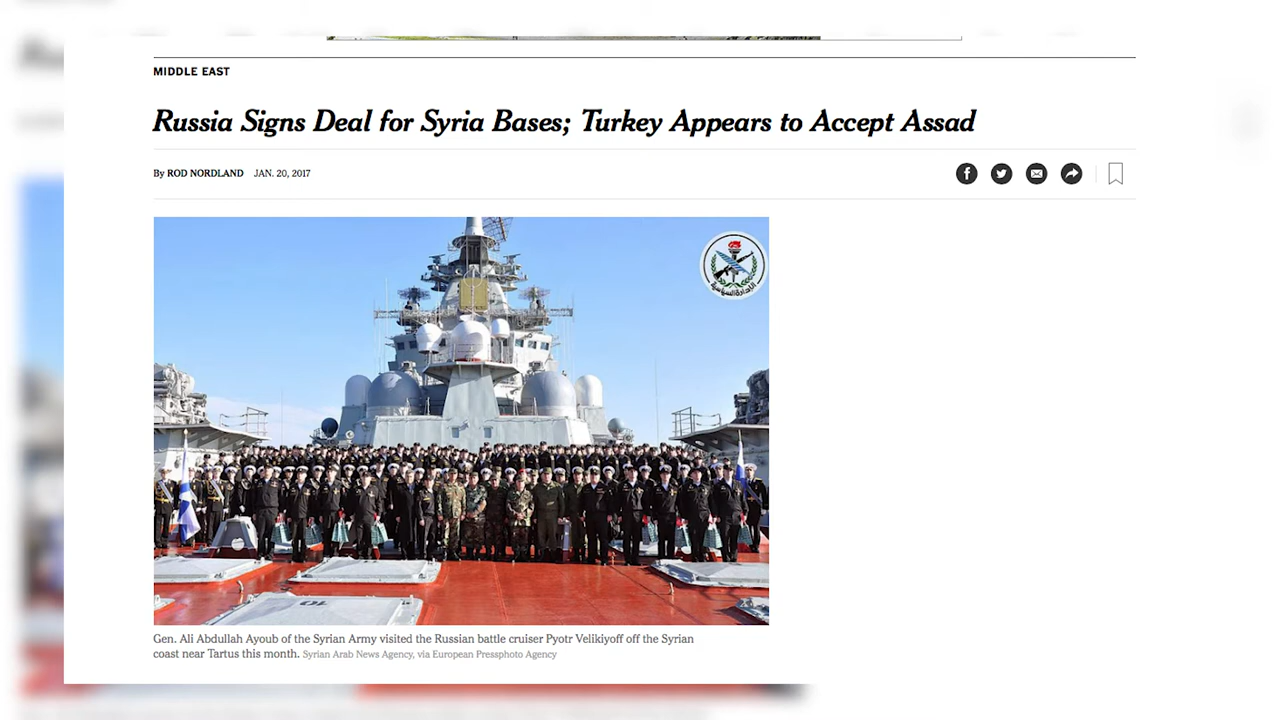 MIDDLE EAST
Russia Signs Deal for Syria Bases; Turkey Appears to Accept Assad
By ROD NORDLAND JAN. 20, 2017
Gen. Ali Abdullah Ayoub of the Syrian Army visited the Russian battle cruiser Pyotr Velikiyoff off the Syrian
coast near Tartus this month. Syrian Arab News Agency, via European Pressphoto Agency